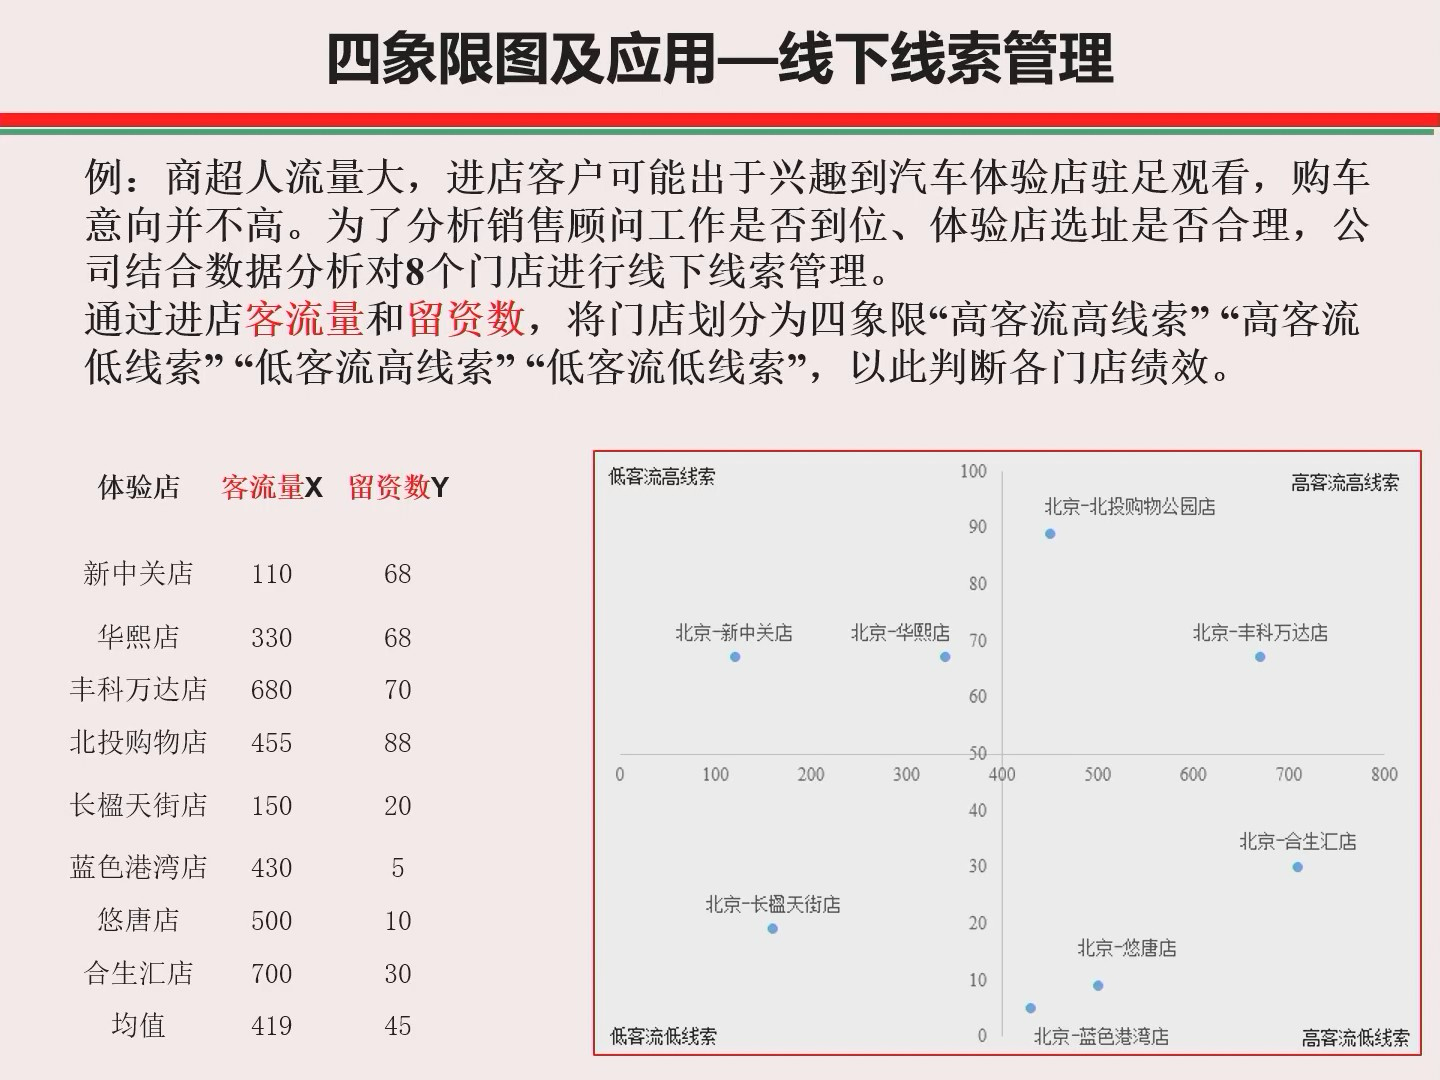 四象限图及应用—线下线索管理
例：商超人流量大，进店客户可能出于兴趣到汽车体验店驻足观看，购车
意向并不高。为了分析销售顾问工作是否到位、体验店选址是否合理，公
司结合数据分析对8个门店进行线下线索管理。
通过进店客流量和留资数，将门店划分为四象限“高客流高线索” “高客流
低线索” “低客流高线索” “低客流低线索”，以此判断各门店绩效。
体验店 客流量X 留资数Y
新中关店 110 68
华熙店 330 68
丰科万达店 680 70
北投购物店 455 88
长楹天街店 150 20
蓝色港湾店 430 5
悠唐店 500 10
合生汇店 700 30
均值 419 45
低客流高线索 100 高客流高线索
北京-北投购物公园店
90
80
北京-新中关店 北京-华熙店 70 北京-丰科万达店
60
50
0 100 200 300 400 500 600 700 800
40
北京-合生汇店
30
北京-长楹天街店
20
北京-悠唐店
10
低客流低线索 0 北京-蓝色港湾店 高客流低线索